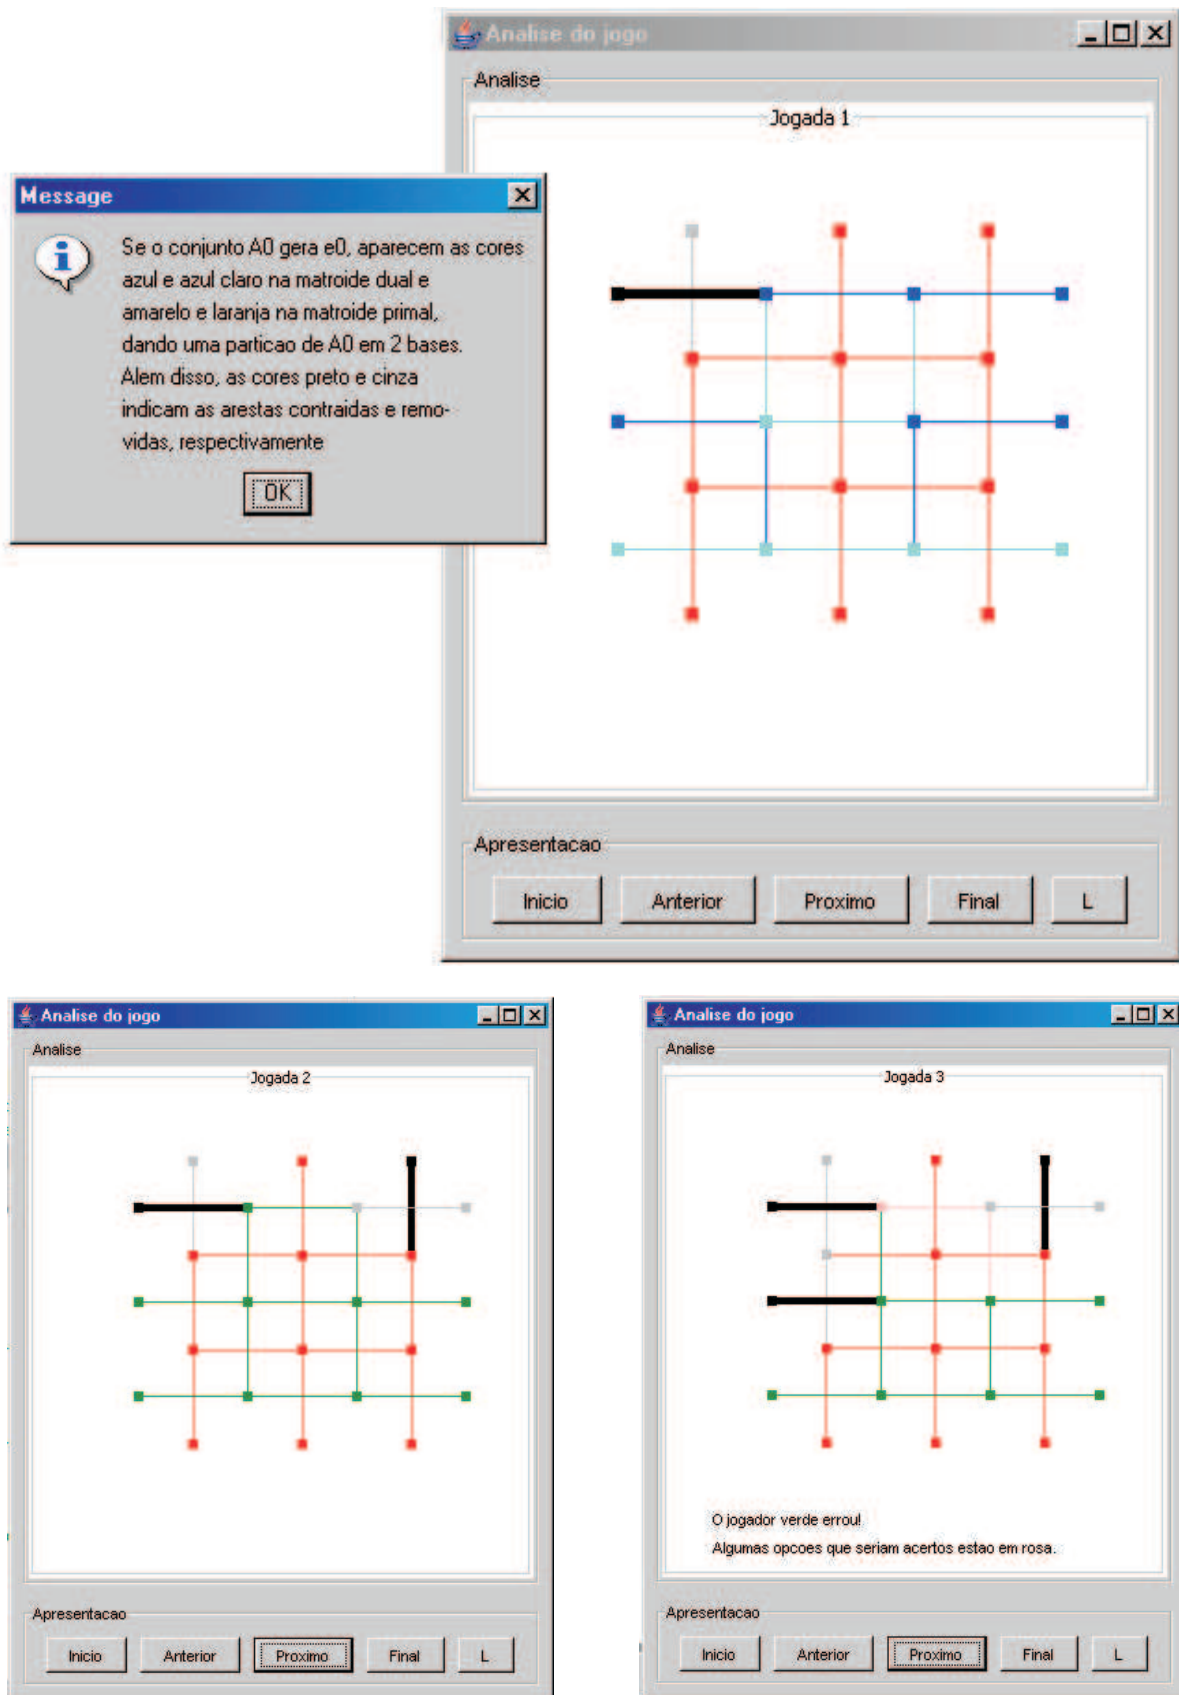 Analise do jogo
Analise
Jogada 1
Message
Se o conjunto A0 gera e0, aparecem as cores
azul e azul claro na matroide dual e
amarelo e laranja na matroide primal,
dando uma particao de A0 em 2 bases.
Alem disso, as cores preto e cinza
indicam as arestas contraidas e remo-
vidas, respectivamente
OK
Apresentacao
Inicio
Anterior
Proximo
Final
L
Analise do jogo
Analise
Jogada 2
Apresentacao
Inicio
Anterior
Proximo
Final
L
Analise do jogo
Analise
Jogada 3
O jogador verde errou!
Algumas opcoes que seriam acertos estao em rosa.
Apresentacao
Inicio
Anterior
Proximo
Final
L